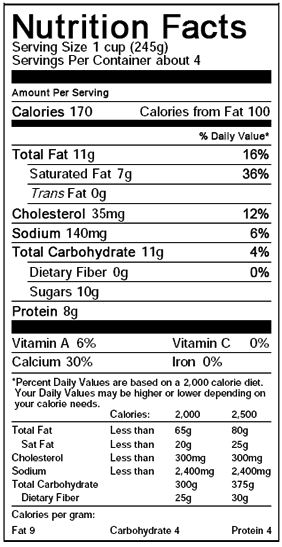 Nutrition Facts
Serving Size 1 cup (245g)
Servings Per Container about 4
Amount Per Serving
Calories 170 Calories from Fat 100
% Daily Value*
Total Fat 11g 16%
Saturated Fat 7g 36%
Trans Fat 0g
Cholesterol 35mg 12%
Sodium 140mg 6%
Total Carbohydrate 11g 4%
Dietary Fiber 0g 0%
Sugars 10g
Protein 8g
Vitamin A 6% Vitamin C 0%
Calcium 30% Iron 0%
*Percent Daily Values are based on a 2,000 calorie diet.
Your Daily Values may be higher or lower depending on
your calorie needs.
Calories: 2,000 2,500
Total Fat Less than 65g 80g
Sat Fat Less than 20g 25g
Cholesterol Less than 300mg 300mg
Sodium Less than 2,400mg 2,400mg
Total Carbohydrate 300g 375g
Dietary Fiber 25g 30g
Calories per gram:
Fat 9 Carbohydrate 4 Protein 4